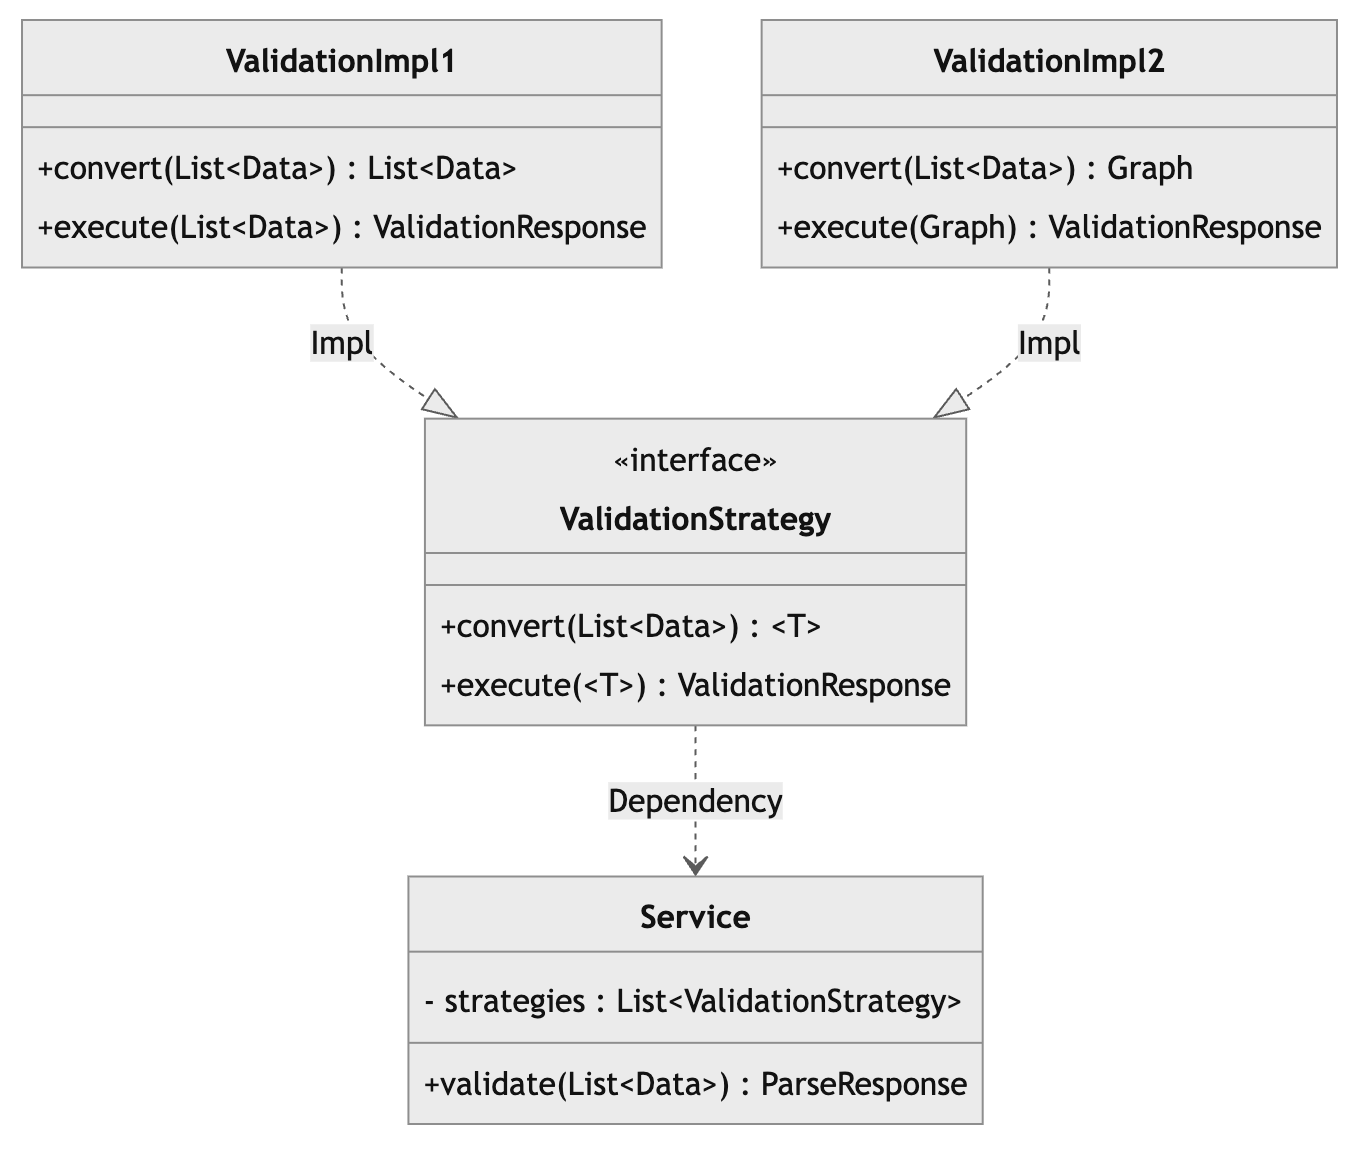 ValidationImpl1
+convert(List<Data>) : List<Data>
+execute(List<Data>) : ValidationResponse
ValidationImpl2
+convert(List<Data>) : Graph
+execute(Graph) : ValidationResponse
Impl
Impl
«interface»
ValidationStrategy
+convert(List<Data>) : <T>
+execute(<T>) : ValidationResponse
Dependency
Service
- strategies : List<ValidationStrategy>
+validate(List<Data>) : ParseResponse